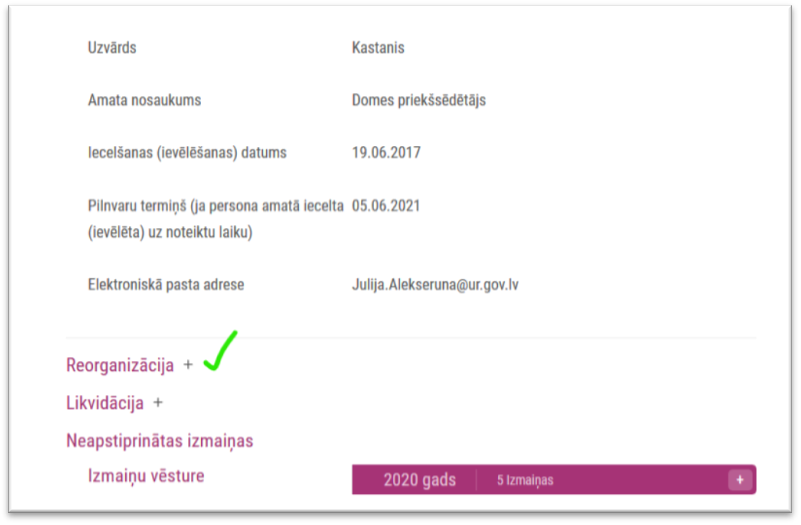 Uzvārds Kastanis
Amata nosaukums Domes priekšsēdētājs
Iecelšanas (ievēlēšanas) datums 19.06.2017
Pilnvaru termiņš (ja persona amatā iecelta 05.06.2021
(ievēlēta) uz noteiktu laiku)
Elektroniskā pasta adrese Julija.Alekseruna@ur.gov.lv
Reorganizācija +
Likvidācija +
Neapstiprinātas izmaiņas
Izmaiņu vēsture 2020 gads 5 Izmaiņas +